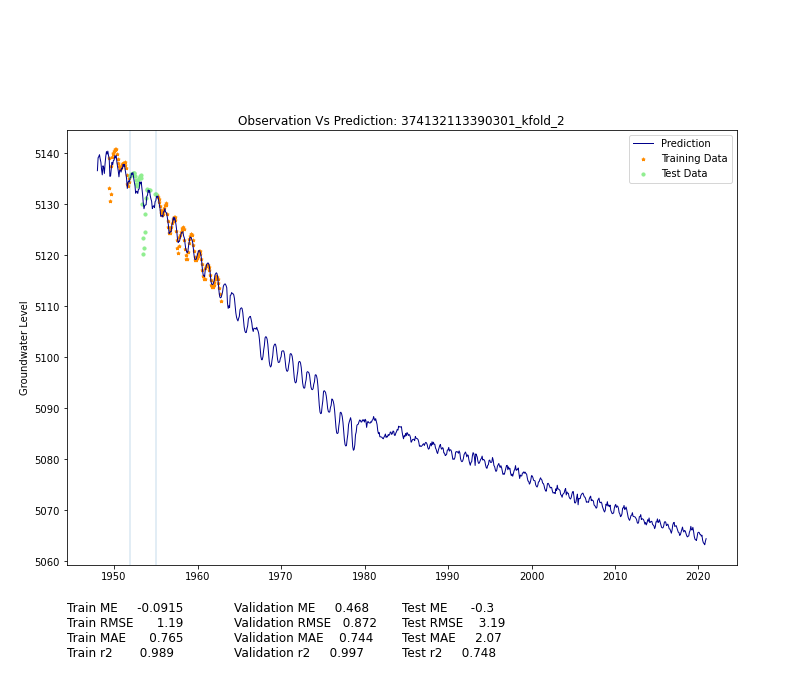 Observation Vs Prediction: 374132113390301_kfold_2
Prediction
Training Data
Test Data
Groundwater Level
5140
5130
5120
5110
5100
5090
5080
5070
5060
1950 1960 1970 1980 1990 2000 2010 2020
Train ME -0.0915 Validation ME 0.468 Test ME -0.3
Train RMSE 1.19 Validation RMSE 0.872 Test RMSE 3.19
Train MAE 0.765 Validation MAE 0.744 Test MAE 2.07
Train r2 0.989 Validation r2 0.997 Test r2 0.748